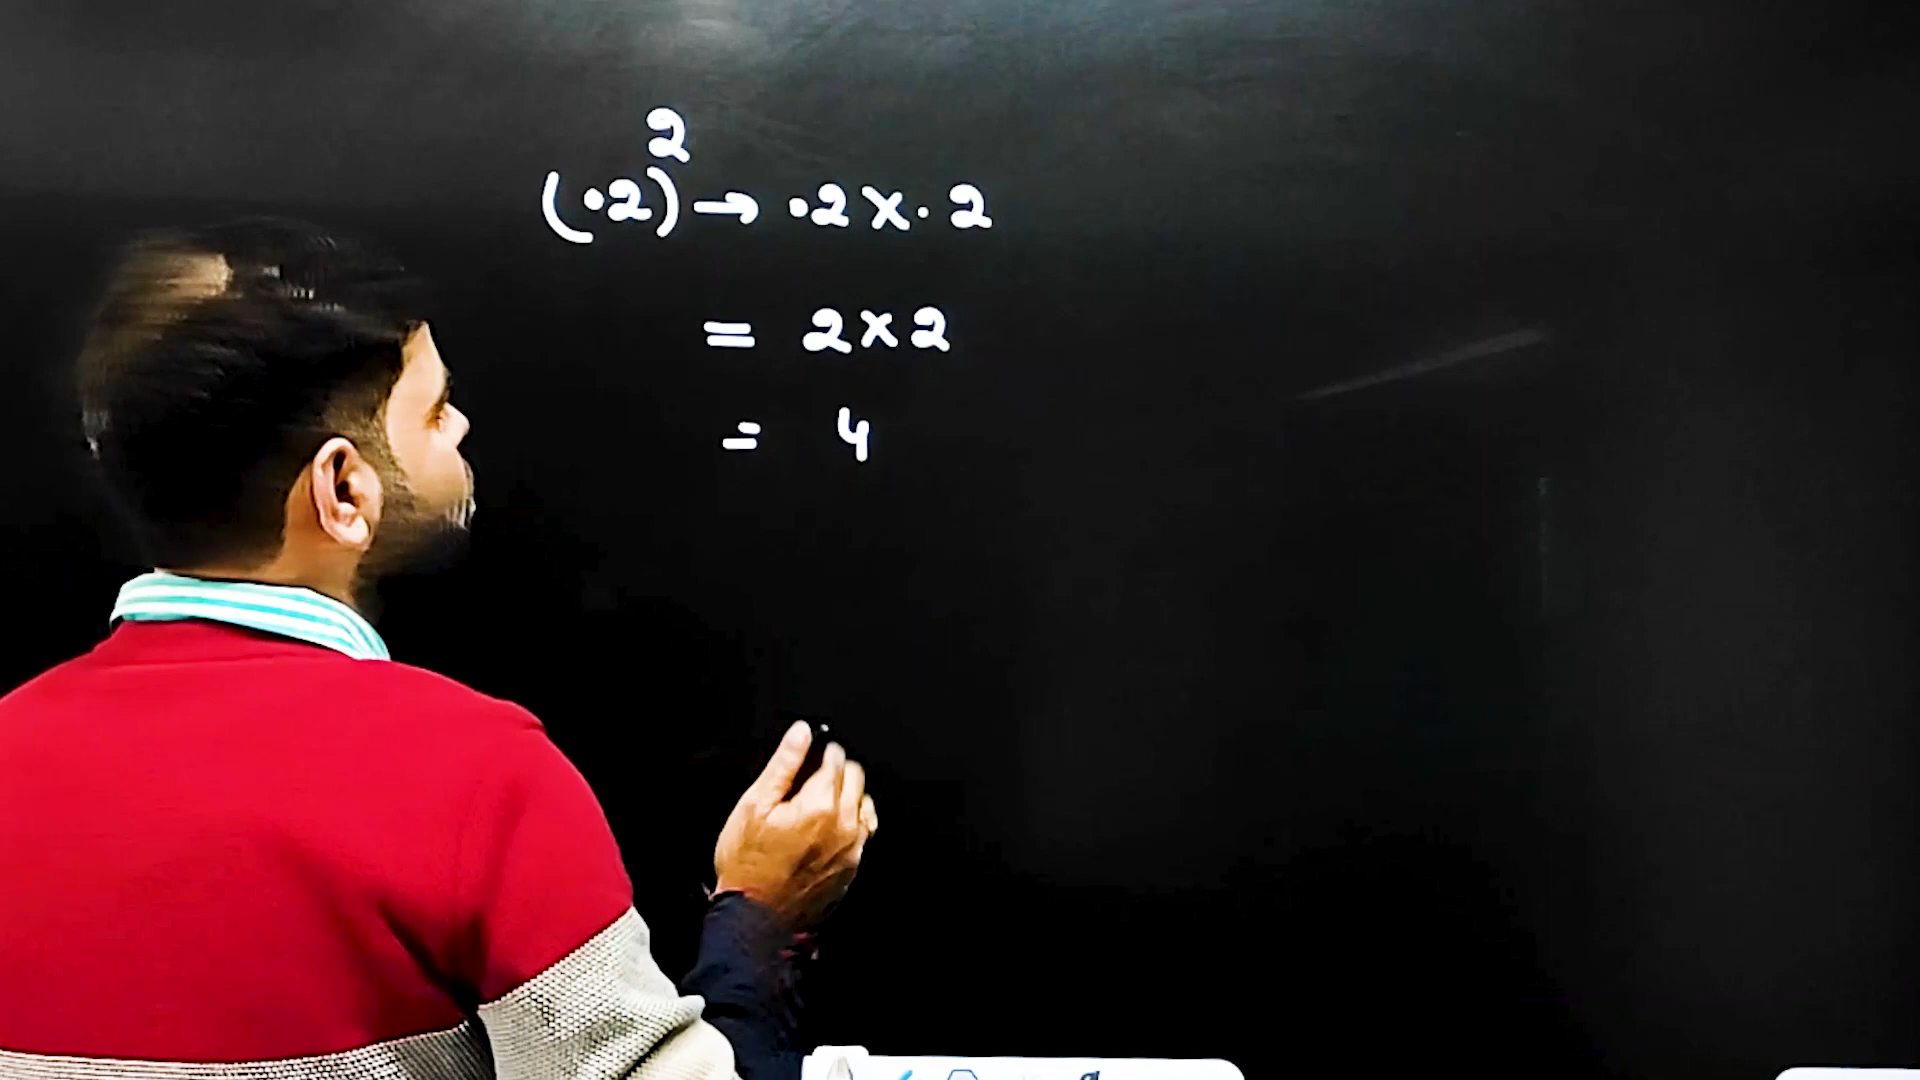 (.2)² → .2 x . 2
= 2 x 2
= 4